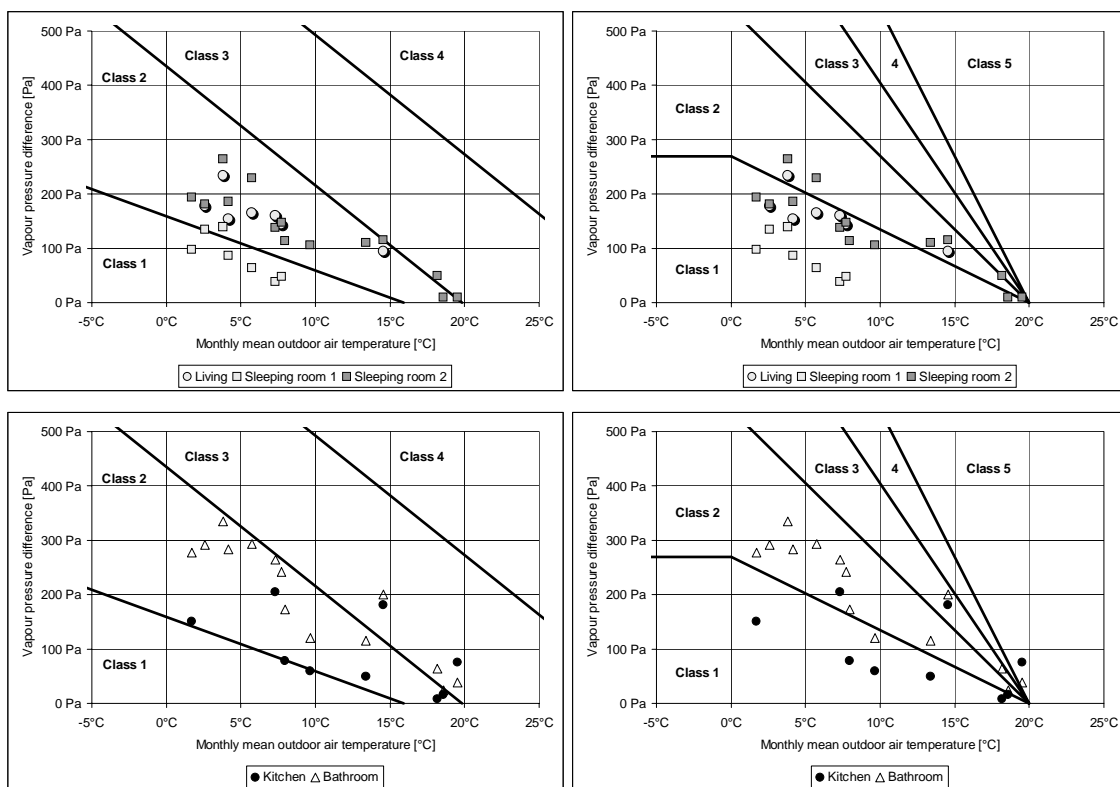 Vapour pressure difference [Pa]
500 Pa
400 Pa
300 Pa
200 Pa
100 Pa
0 Pa
Class 3
Class 4
Class 2
Class 1
-5°C 0°C 5°C 10°C 15°C 20°C 25°C
Monthly mean outdoor air temperature [°C]
Living Sleeping room 1 Sleeping room 2
Vapour pressure difference [Pa]
500 Pa
400 Pa
300 Pa
200 Pa
100 Pa
0 Pa
Class 3 4 Class 5
Class 2
Class 1
-5°C 0°C 5°C 10°C 15°C 20°C 25°C
Monthly mean outdoor air temperature [°C]
Living Sleeping room 1 Sleeping room 2
Vapour pressure difference [Pa]
500 Pa
400 Pa
300 Pa
200 Pa
100 Pa
0 Pa
Class 3
Class 4
Class 2
Class 1
-5°C 0°C 5°C 10°C 15°C 20°C 25°C
Monthly mean outdoor air temperature [°C]
Kitchen Bathroom
Vapour pressure difference [Pa]
500 Pa
400 Pa
300 Pa
200 Pa
100 Pa
0 Pa
Class 3 4 Class 5
Class 2
Class 1
-5°C 0°C 5°C 10°C 15°C 20°C 25°C
Monthly mean outdoor air temperature [°C]
Kitchen Bathroom